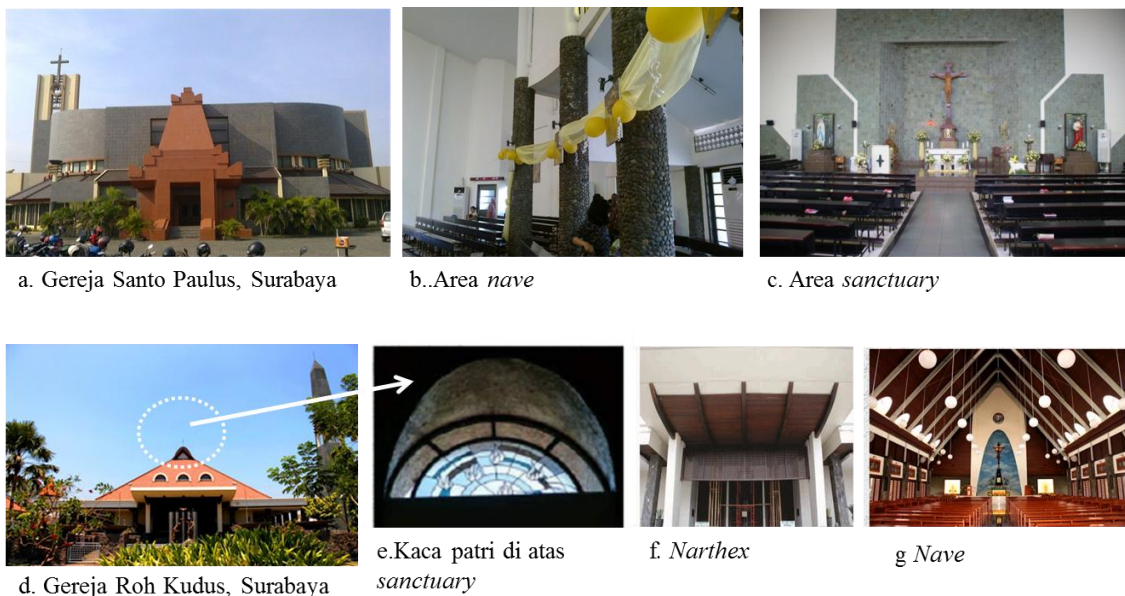 a. Gereja Santo Paulus, Surabaya
b..Area nave
c. Area sanctuary
d. Gereja Roh Kudus, Surabaya
e.Kaca patri di atas
sanctuary
f. Narthex
g Nave